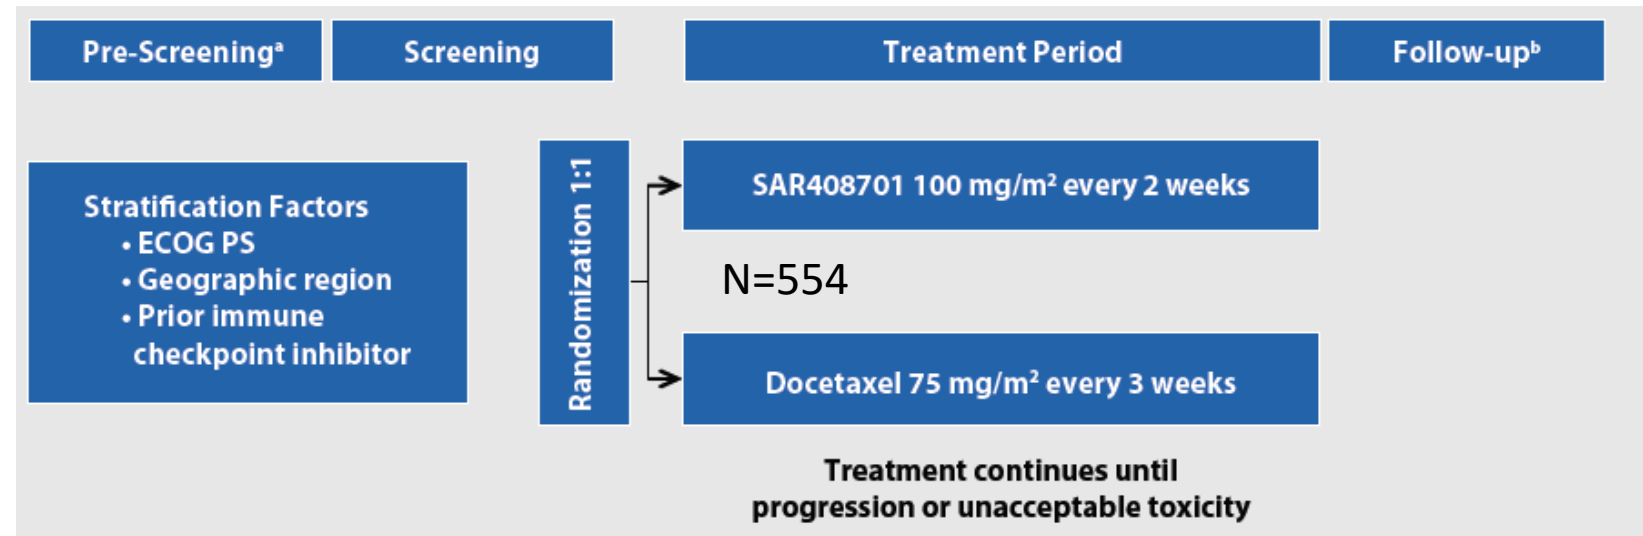 Pre-Screeningᵃ
Screening
Treatment Period
Follow-upᵇ
Stratification Factors
• ECOG PS
• Geographic region
• Prior immune
checkpoint inhibitor
Randomization 1:1
SAR408701 100 mg/m² every 2 weeks
N=554
Docetaxel 75 mg/m² every 3 weeks
Treatment continues until
progression or unacceptable toxicity